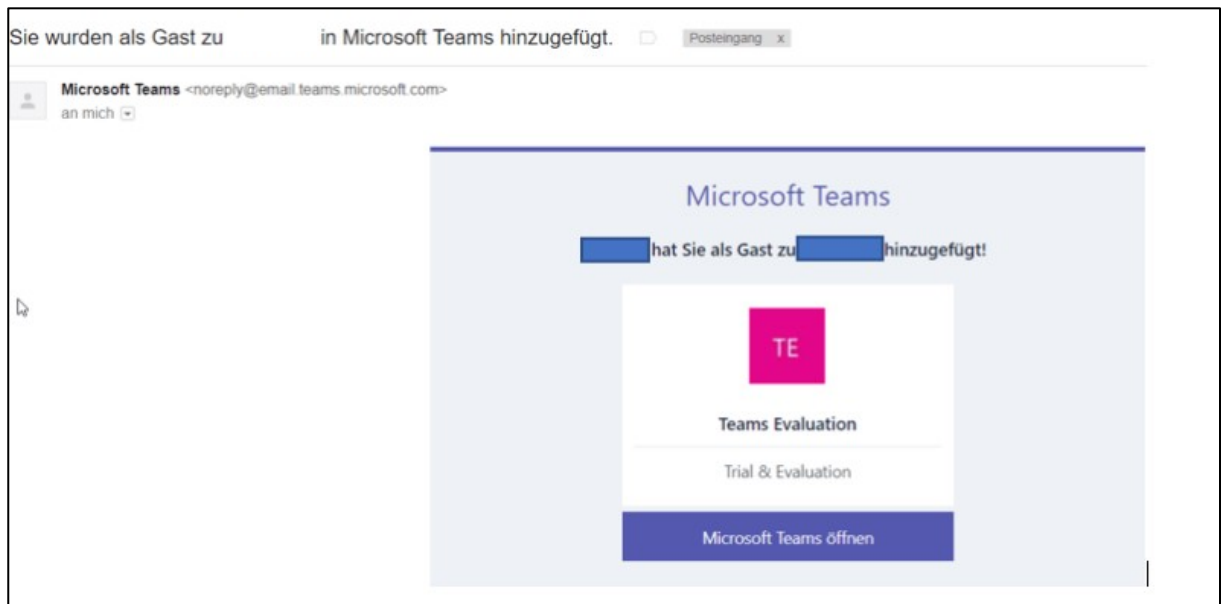 Sie wurden als Gast zu in Microsoft Teams hinzugefügt. Posteingang x
Microsoft Teams <noreply@email.teams.microsoft.com>
an mich
Microsoft Teams
hat Sie als Gast zu hinzugefügt!
TE
Teams Evaluation
Trial & Evaluation
Microsoft Teams öffnen